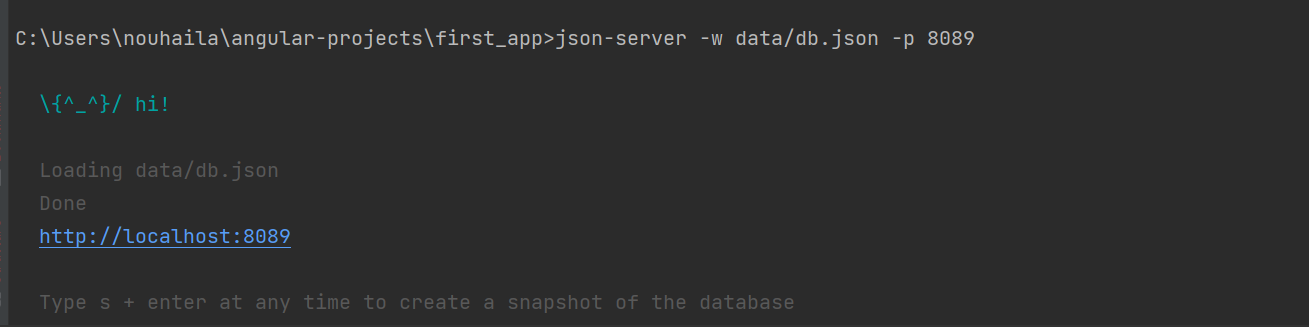 C:\Users\nouhaila\angular-projects\first_app>json-server -w data/db.json -p 8089
\{^_^}/ hi!
Loading data/db.json
Done
http://localhost:8089
Type s + enter at any time to create a snapshot of the database